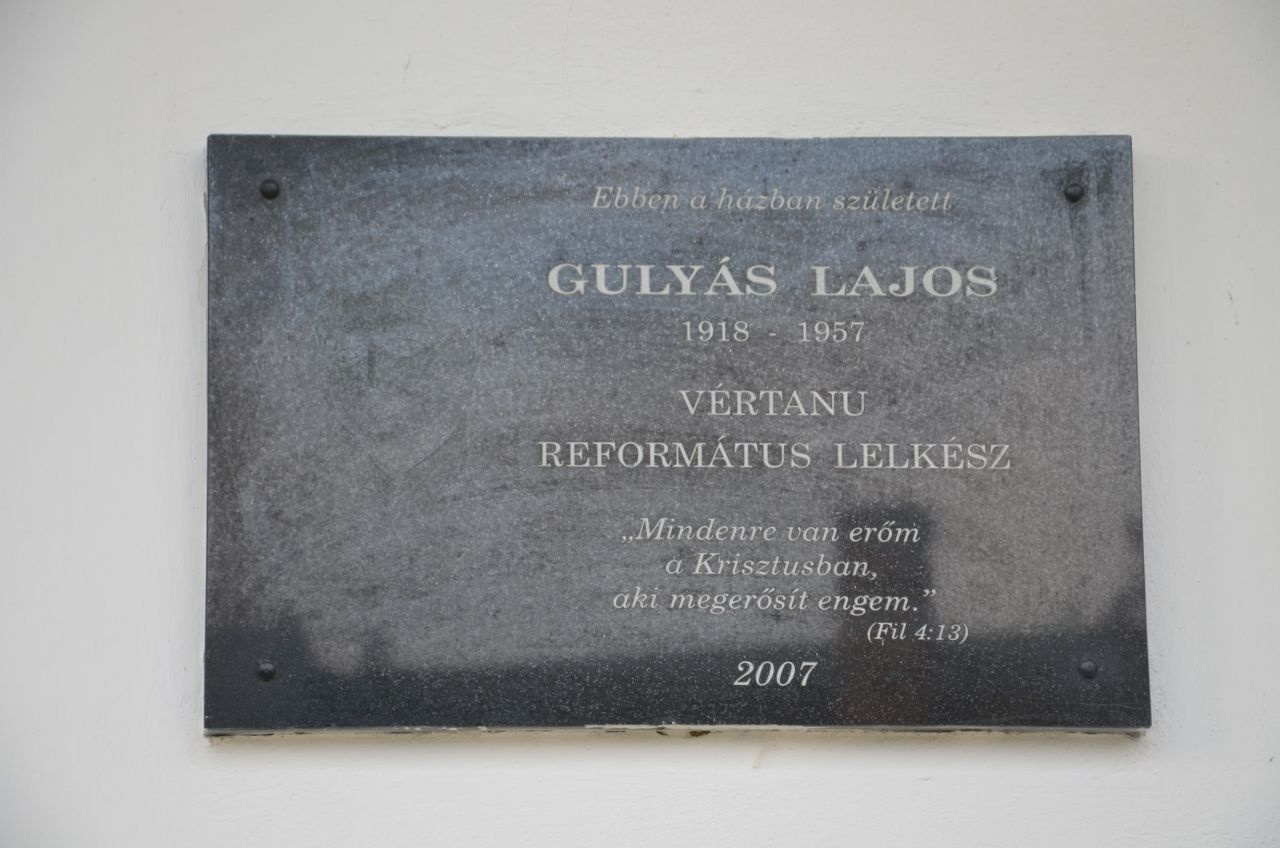 Ebben a házban született
GULYÁS LAJOS
1918 - 1957
VÉRTANU
REFORMÁTUS LELKÉSZ
„Mindenre van erőm
a Krisztusban,
aki megerősít engem.”
(Fil 4:13)
2007